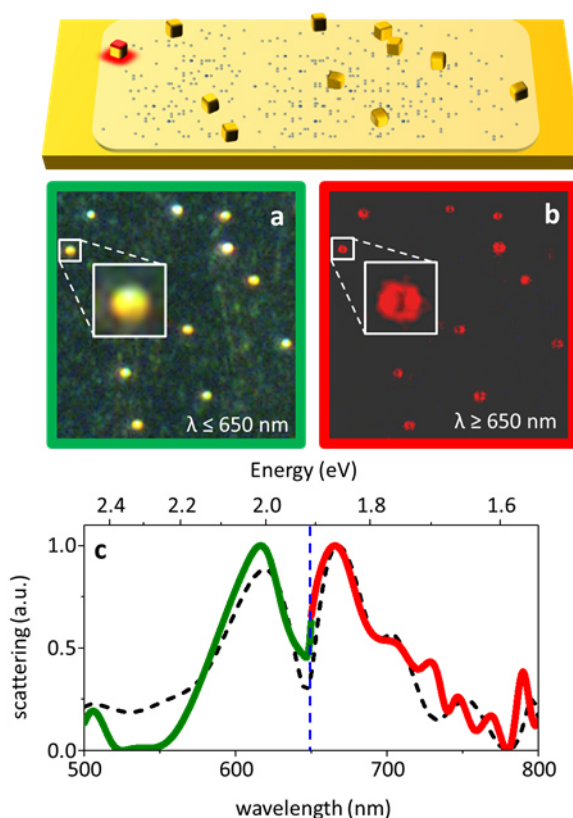 a
b
λ ≤ 650 nm
λ ≥ 650 nm
Energy (eV)
2.4 2.2 2.0 1.8 1.6
c
1.0
0.5
0.0
scattering (a.u.)
500 600 700 800
wavelength (nm)